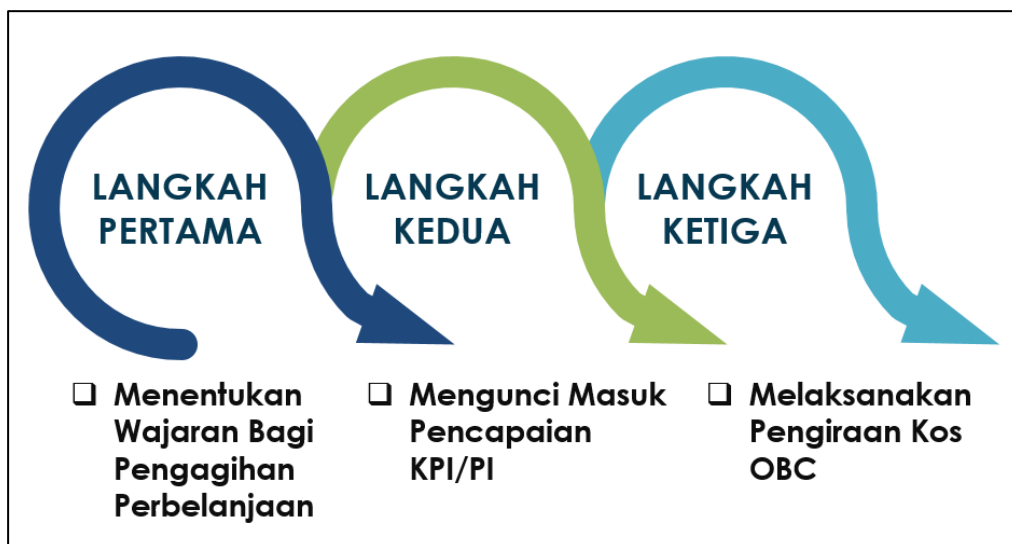 LANGKAH
PERTAMA
LANGKAH
KEDUA
LANGKAH
KETIGA
❑ Menentukan
Wajaran Bagi
Pengagihan
Perbelanjaan
❑ Mengunci Masuk
Pencapaian
KPI/PI
❑ Melaksanakan
Pengiraan Kos
OBC